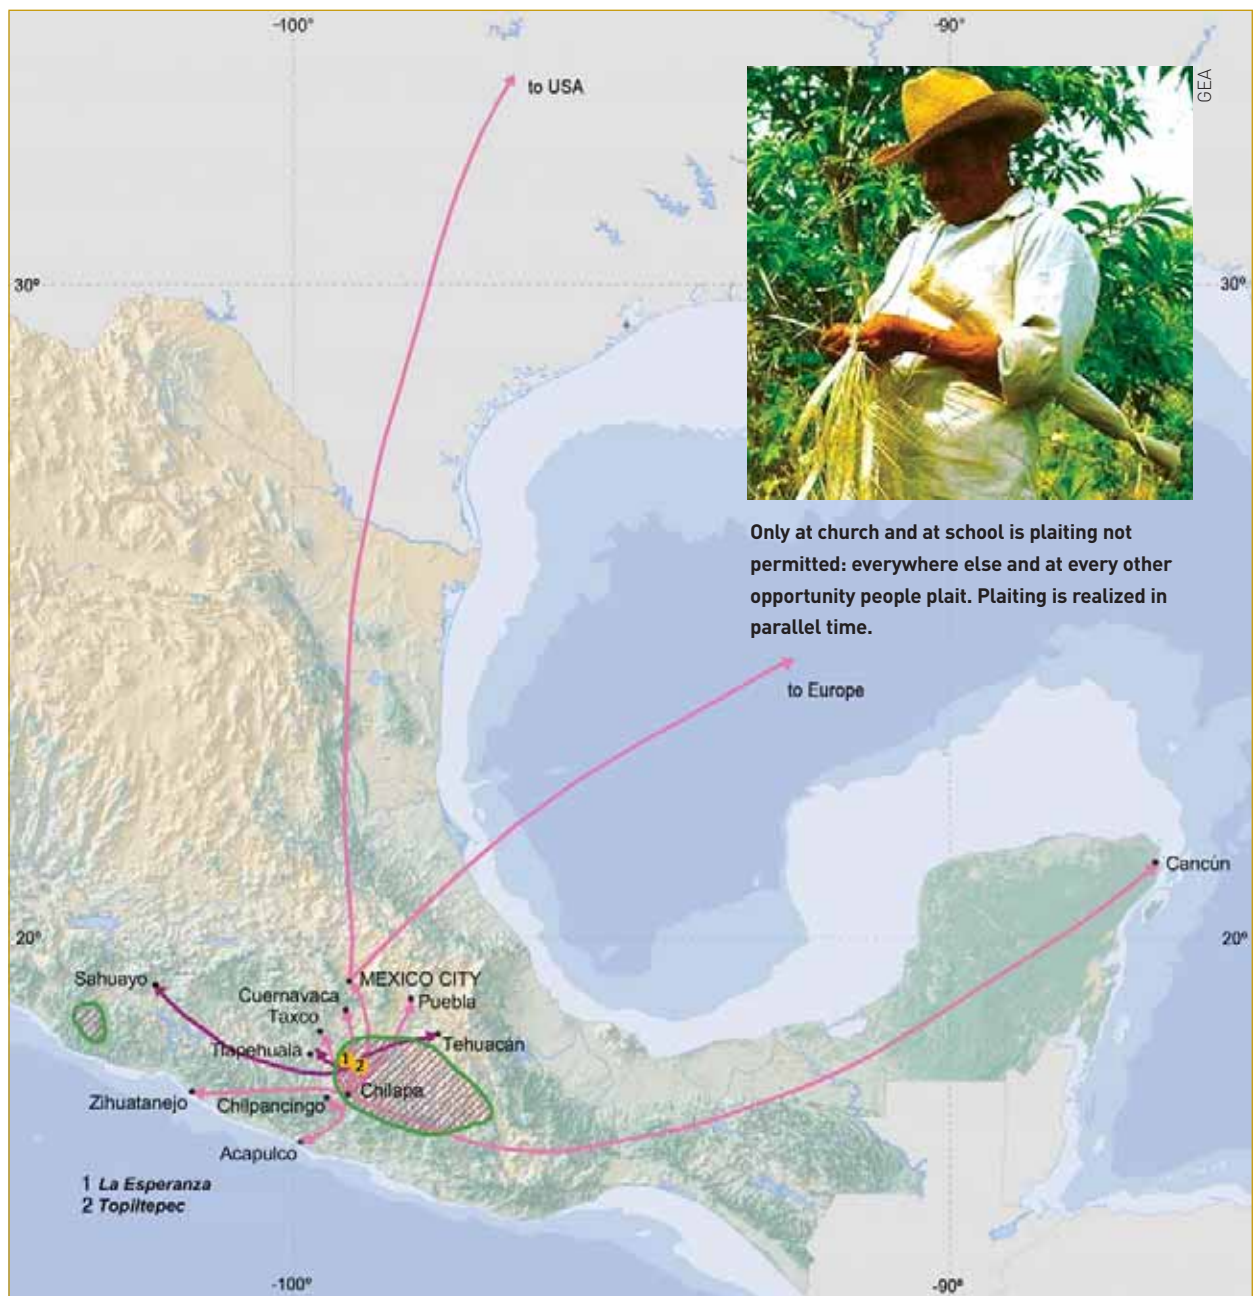 -100°
-90°
to USA
GEA
30°
30°
Only at church and at school is plaiting not
permitted: everywhere else and at every other
opportunity people plait. Plaiting is realized in
parallel time.
to Europe
Cancún
20°
20°
Sahuayo
MEXICO CITY
Cuernavaca
Puebla
Taxco
Tlapehuala
Tehuacán
1
2
Chilapa
Zihuatanejo
Chilpancingo
Acapulco
1 La Esperanza
2 Topiltepec
-100°
-90°